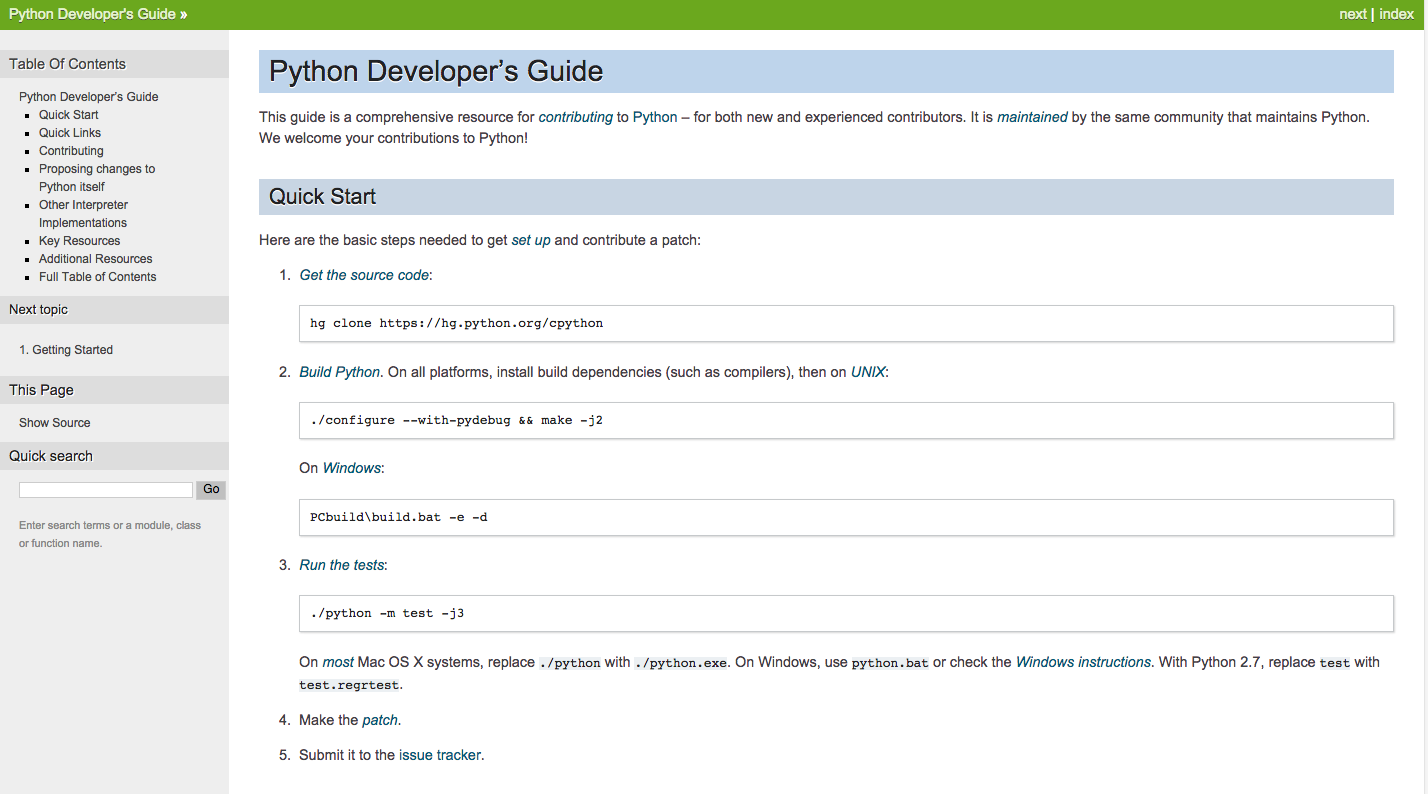 Python Developer's Guide »
next | index
Table Of Contents
Python Developer's Guide
Quick Start
Quick Links
Contributing
Proposing changes to
Python itself
Other Interpreter
Implementations
Key Resources
Additional Resources
Full Table of Contents
Next topic
1. Getting Started
This Page
Show Source
Quick search
Go
Enter search terms or a module, class
or function name.
Python Developer’s Guide
This guide is a comprehensive resource for contributing to Python – for both new and experienced contributors. It is maintained by the same community that maintains Python.
We welcome your contributions to Python!
Quick Start
Here are the basic steps needed to get set up and contribute a patch:
1. Get the source code:
hg clone https://hg.python.org/cpython
2. Build Python. On all platforms, install build dependencies (such as compilers), then on UNIX:
./configure --with-pydebug && make -j2
On Windows:
PCbuild\build.bat -e -d
3. Run the tests:
./python -m test -j3
On most Mac OS X systems, replace ./python with ./python.exe. On Windows, use python.bat or check the Windows instructions. With Python 2.7, replace test with
test.regrtest.
4. Make the patch.
5. Submit it to the issue tracker.